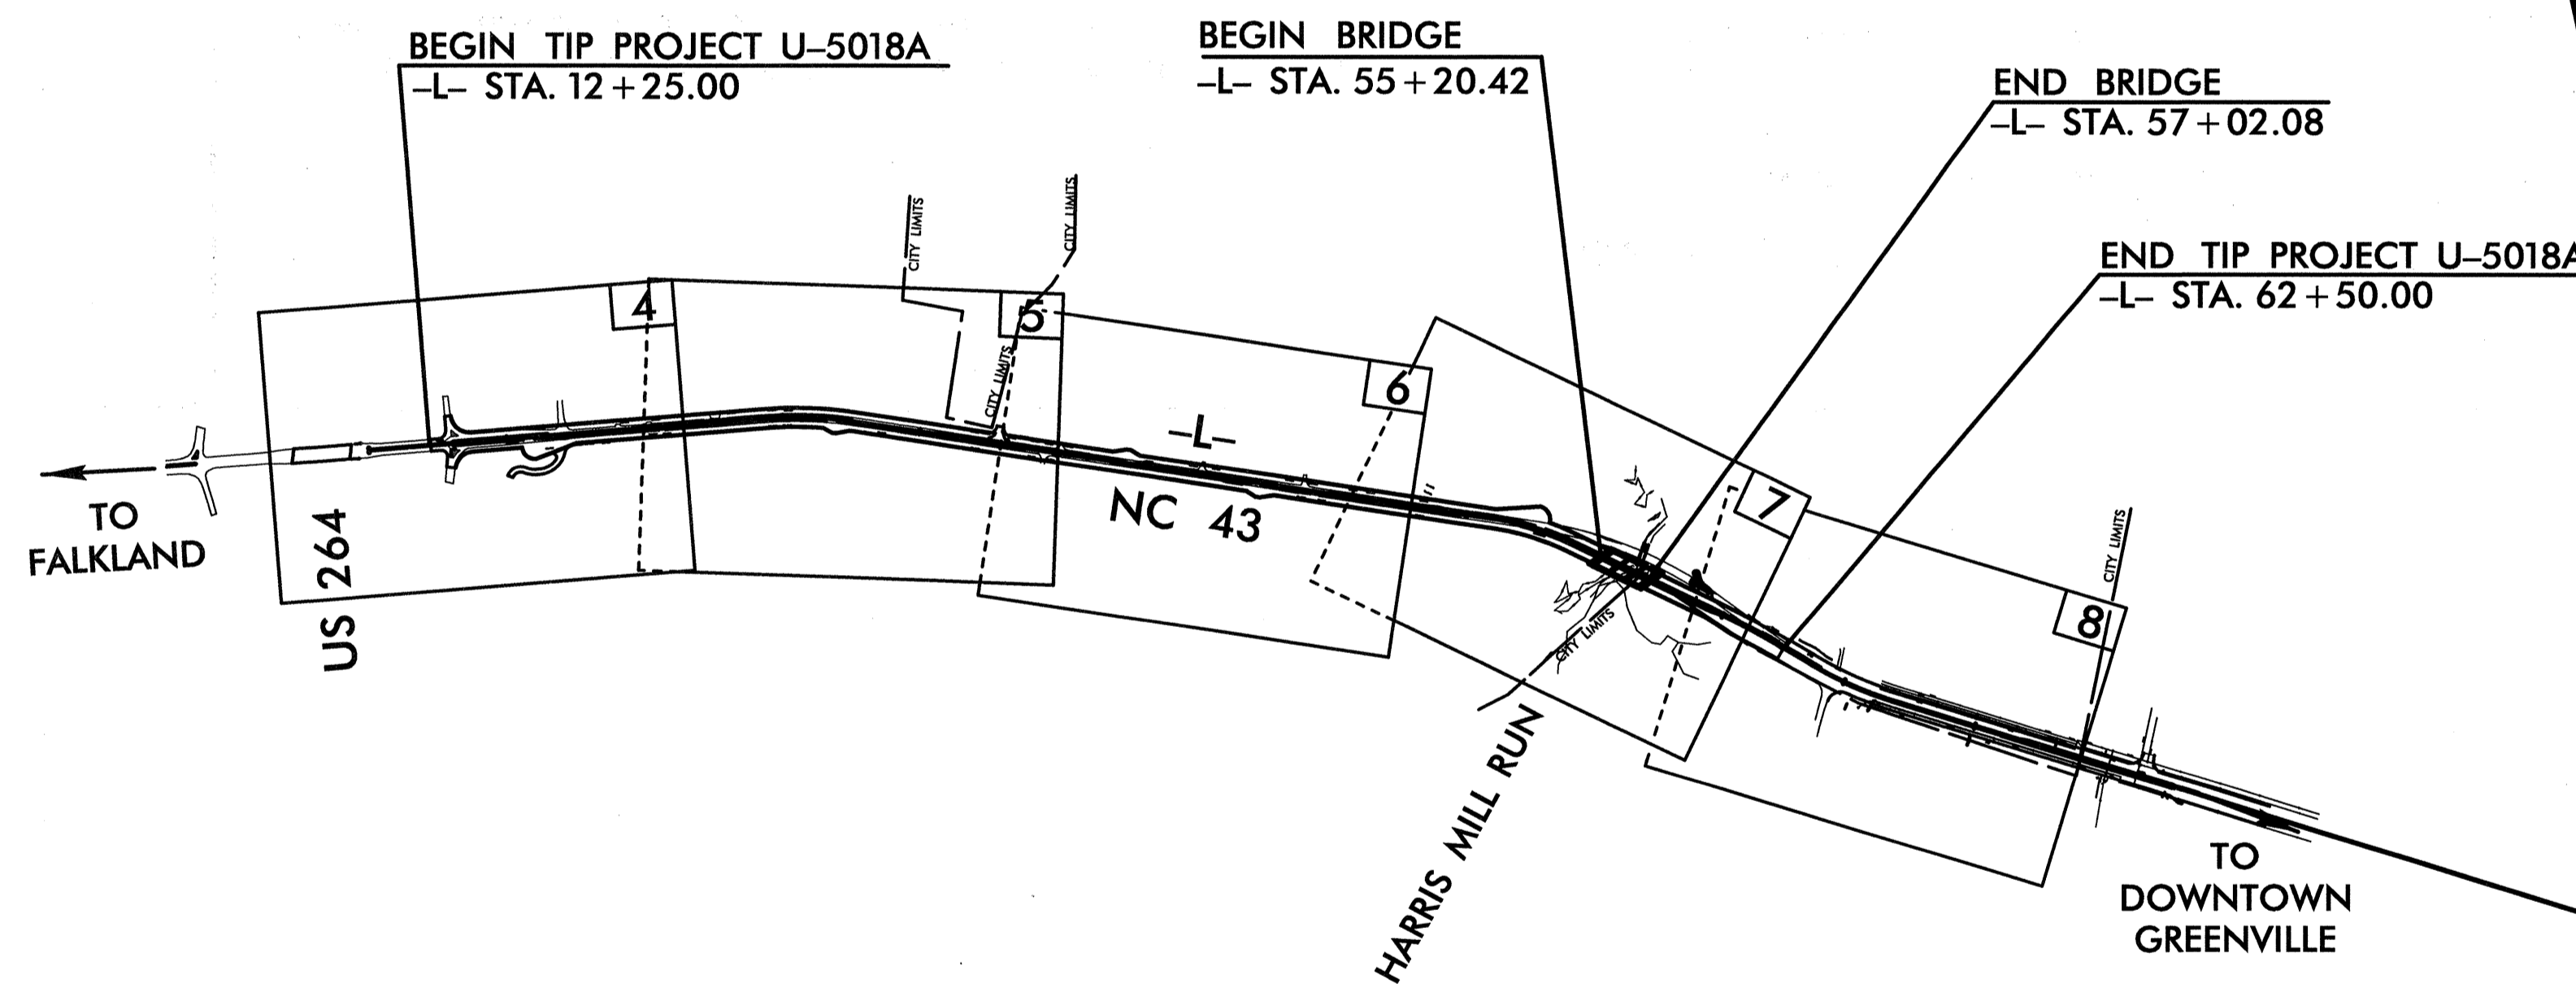 BEGIN TIP PROJECT U–5018A
–L– STA. 12+25.00
BEGIN BRIDGE
–L– STA. 55+20.42
END BRIDGE
–L– STA. 57+02.08
END TIP PROJECT U–5018A
–L– STA. 62+50.00
CITY LIMITS
CITY LIMITS
CITY LIMITS
4
5
6
7
8
–L–
NC 43
TO
FALKLAND
US 264
CITY LIMITS
CITY LIMITS
HARRIS MILL RUN
TO
DOWNTOWN
GREENVILLE